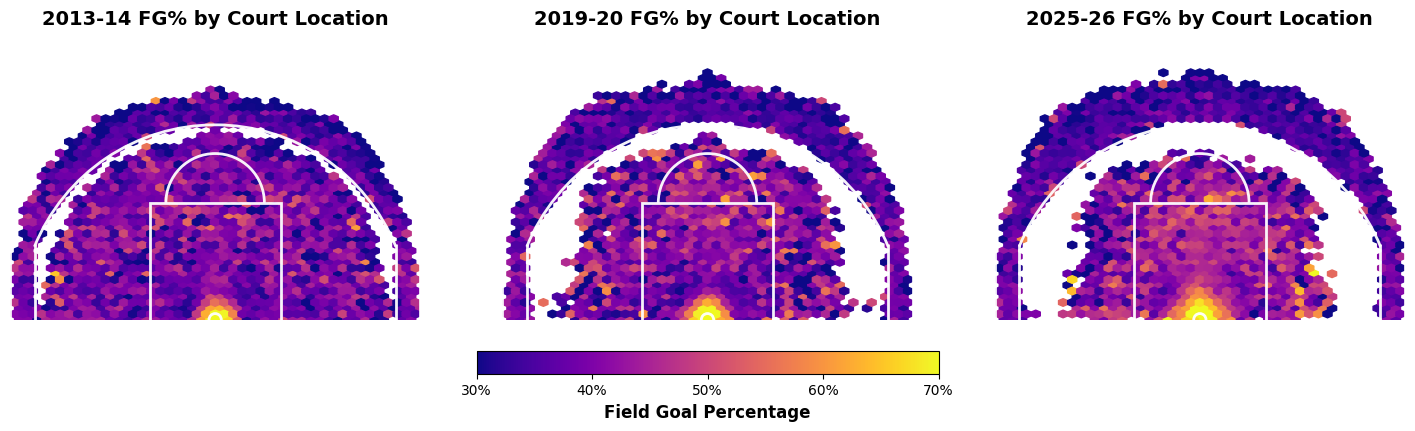 2013-14 FG% by Court Location
2019-20 FG% by Court Location
2025-26 FG% by Court Location
30%
40%
50%
60%
70%
Field Goal Percentage